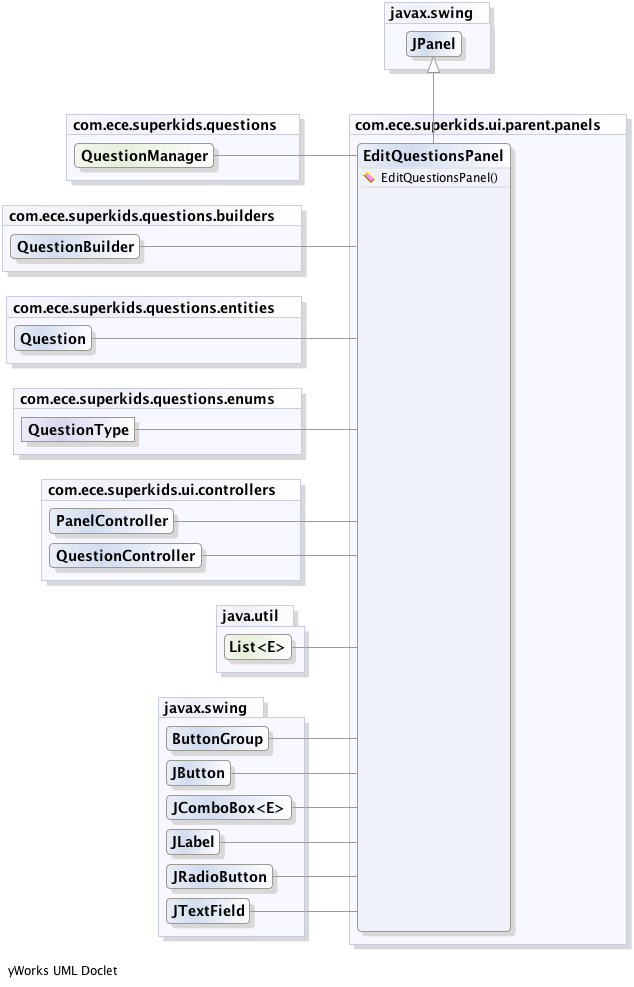 javax.swing
JPanel
com.ece.superkids.questions
QuestionManager
com.ece.superkids.ui.parent.panels
EditQuestionsPanel
EditQuestionsPanel()
com.ece.superkids.questions.builders
QuestionBuilder
com.ece.superkids.questions.entities
Question
com.ece.superkids.questions.enums
QuestionType
com.ece.superkids.ui.controllers
PanelController
QuestionController
java.util
List<E>
javax.swing
ButtonGroup
JButton
JComboBox<E>
JLabel
JRadioButton
JTextField
yWorks UML Doclet